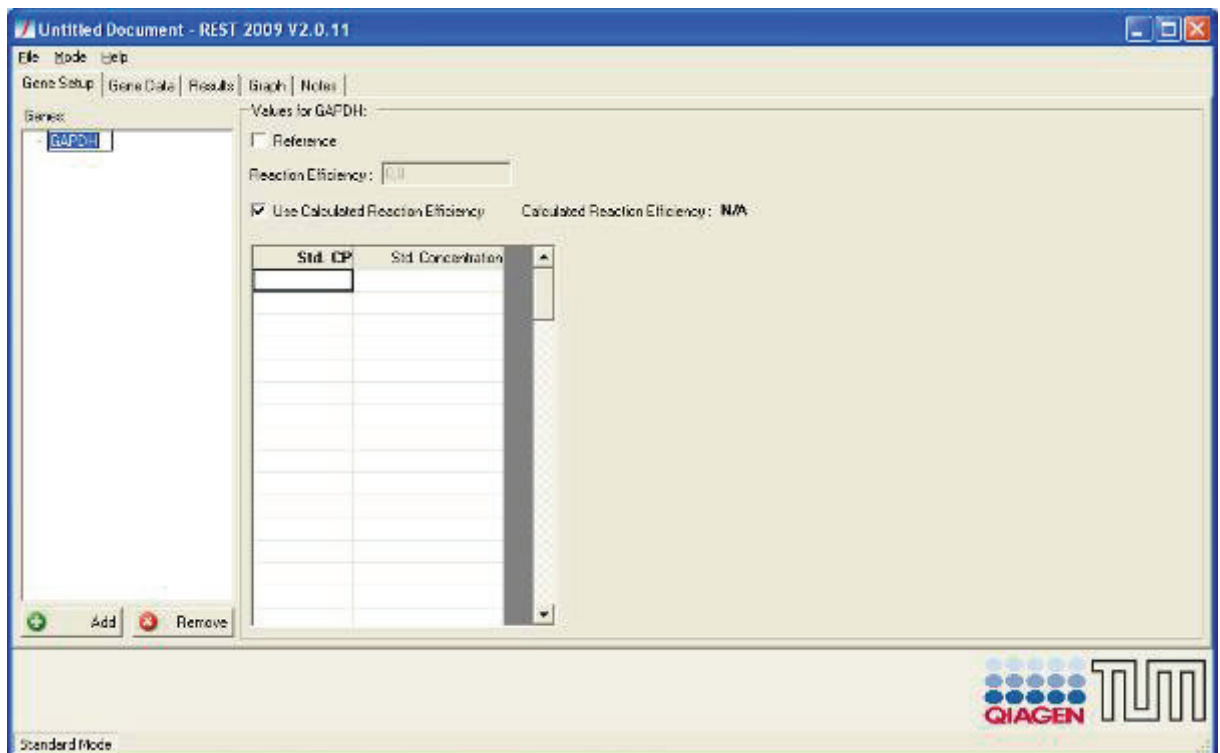 Untitled Document - REST 2009 V2.0.11
File Mode Help
Gene Setup Gene Data Results Graph Notes
Genes:
GAPDH
Values for GAPDH:
Reference
Reaction Efficiency: 0,0
Use Calculated Reaction Efficiency Calculated Reaction Efficiency: N/A
Std. CP Std. Concentration
Add Remove
QIAGEN TUM
Standard Mode